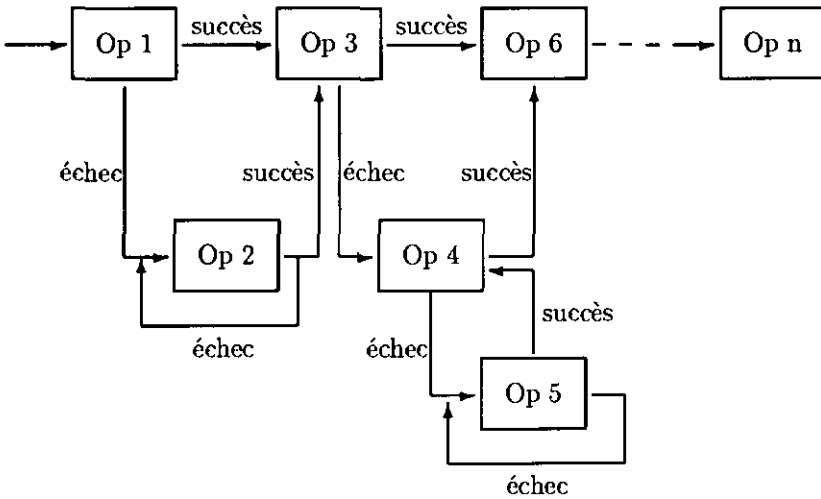 succès
succès
Op 1
Op 3
Op 6
Op n
échec
succès
échec
succès
Op 2
Op 4
succès
échec
échec
Op 5
échec